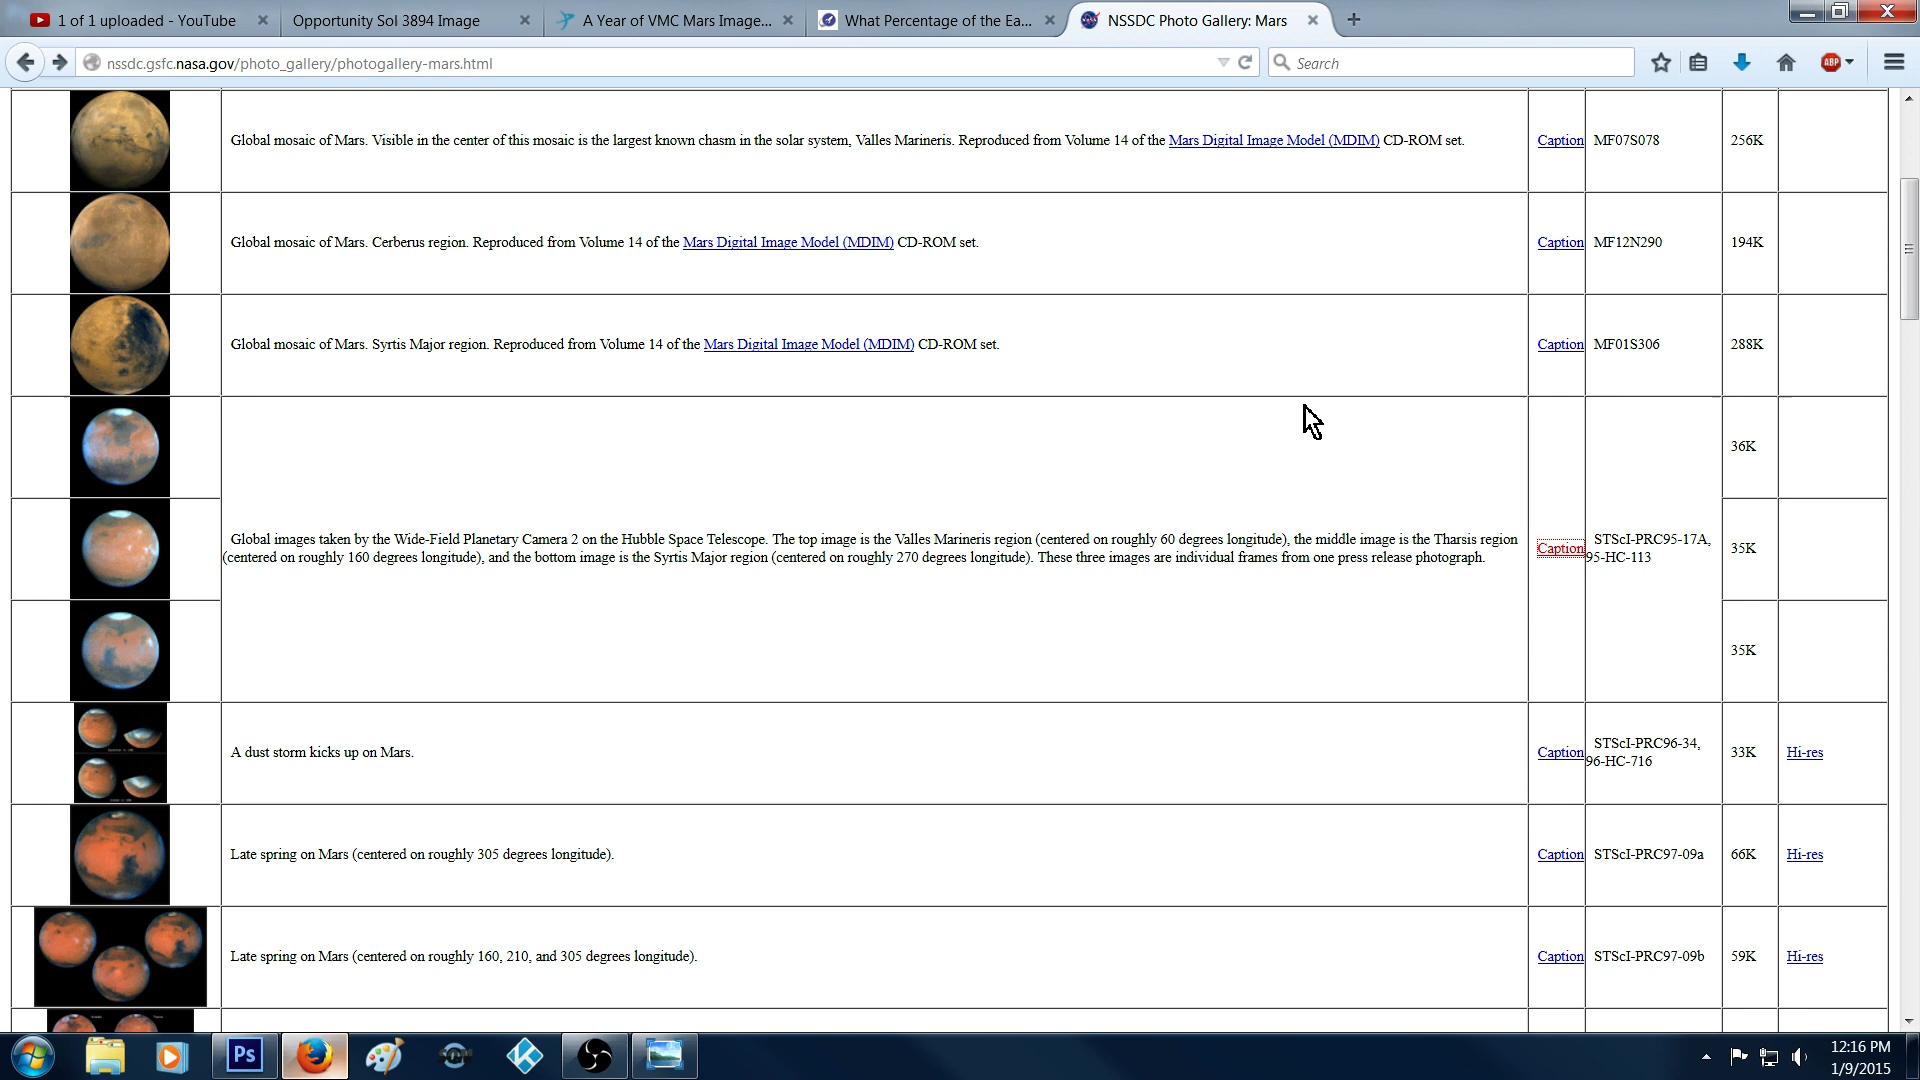 1 of 1 uploaded - YouTube
Opportunity Sol 3894 Image
A Year of VMC Mars Image...
What Percentage of the Ea...
NSSDC Photo Gallery: Mars
nssdc.gsfc.nasa.gov/photo_gallery/photogallery-mars.html
Search
ABP
Global mosaic of Mars. Visible in the center of this mosaic is the largest known chasm in the solar system, Valles Marineris. Reproduced from Volume 14 of the Mars Digital Image Model (MDIM) CD-ROM set.
Caption
MF07S078
256K
Global mosaic of Mars. Cerberus region. Reproduced from Volume 14 of the Mars Digital Image Model (MDIM) CD-ROM set.
Caption
MF12N290
194K
Global mosaic of Mars. Syrtis Major region. Reproduced from Volume 14 of the Mars Digital Image Model (MDIM) CD-ROM set.
Caption
MF01S306
288K
Global images taken by the Wide-Field Planetary Camera 2 on the Hubble Space Telescope. The top image is the Valles Marineris region (centered on roughly 60 degrees longitude), the middle image is the Tharsis region
(centered on roughly 160 degrees longitude), and the bottom image is the Syrtis Major region (centered on roughly 270 degrees longitude). These three images are individual frames from one press release photograph.
Caption
STScI-PRC95-17A,
95-HC-113
36K
35K
35K
A dust storm kicks up on Mars.
Caption
STScI-PRC96-34,
96-HC-716
33K
Hi-res
Late spring on Mars (centered on roughly 305 degrees longitude).
Caption
STScI-PRC97-09a
66K
Hi-res
Late spring on Mars (centered on roughly 160, 210, and 305 degrees longitude).
Caption
STScI-PRC97-09b
59K
Hi-res
Ps
12:16 PM
1/9/2015